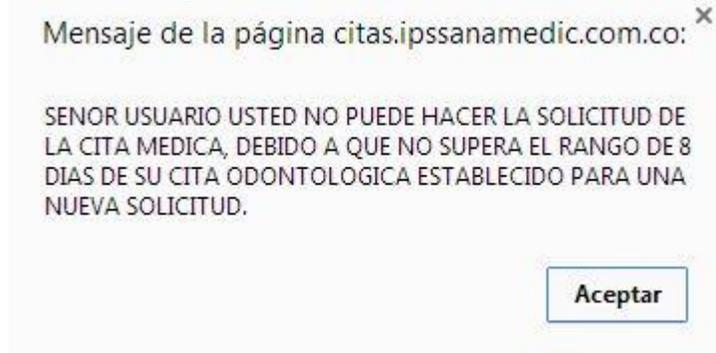 Mensaje de la página citas.ipssanamedic.com.co:
SENOR USUARIO USTED NO PUEDE HACER LA SOLICITUD DE
LA CITA MEDICA, DEBIDO A QUE NO SUPERA EL RANGO DE 8
DIAS DE SU CITA ODONTOLOGICA ESTABLECIDO PARA UNA
NUEVA SOLICITUD.
Aceptar